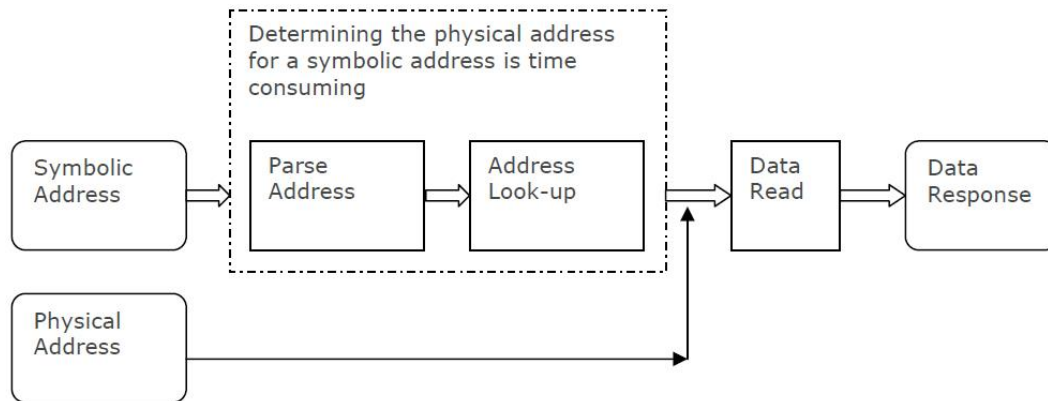 Determining the physical address
for a symbolic address is time
consuming
Symbolic
Address
Parse
Address
Address
Look-up
Data
Read
Data
Response
Physical
Address